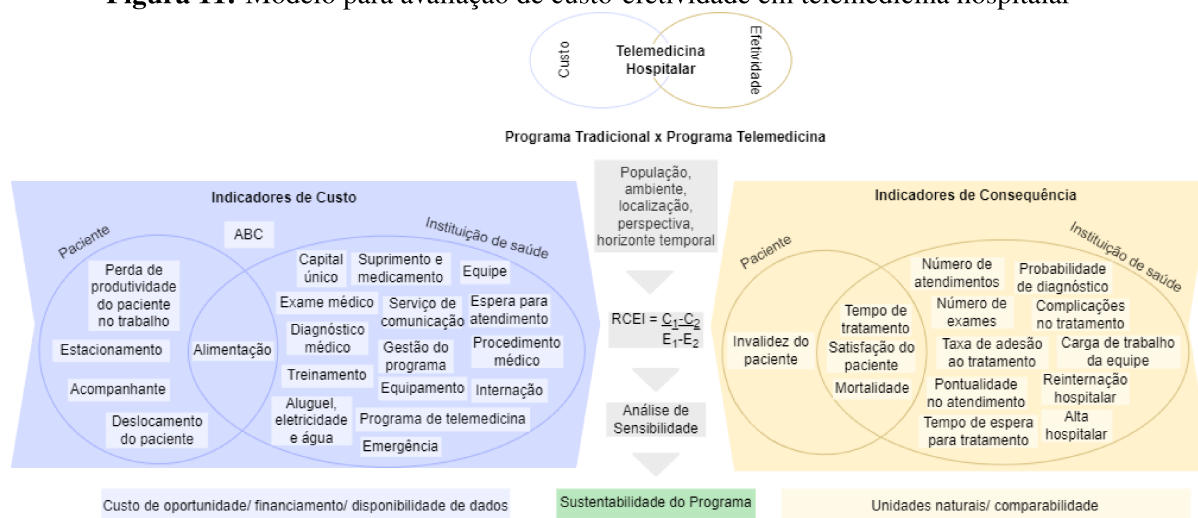 Figura 11: Modelo para avaliação de custo-efetividade em telemedicina hospitalar
Custo
Telemedicina
Hospitalar
Efetividade
Programa Tradicional x Programa Telemedicina
Indicadores de Custo
Paciente
Instituição de saúde
ABC
Perda de
produtividade
do paciente
no trabalho
Estacionamento
Acompanhante
Deslocamento
do paciente
Alimentação
Capital
único
Suprimento e
medicamento
Equipe
Exame médico
Serviço de
comunicação
Espera para
atendimento
Diagnóstico
médico
Gestão do
programa
Procedimento
médico
Treinamento
Equipamento
Internação
Aluguel,
eletricidade
e água
Programa de telemedicina
Emergência
População,
ambiente,
localização,
perspectiva,
horizonte temporal
RCEI = C1-C2
E1-E2
Análise de
Sensibilidade
Indicadores de Consequência
Paciente
Instituição de saúde
Invalidez do
paciente
Tempo de
tratamento
Satisfação do
paciente
Mortalidade
Número de
atendimentos
Probabilidade
de diagnóstico
Número de
exames
Complicações
no tratamento
Taxa de adesão
ao tratamento
Carga de trabalho
da equipe
Pontualidade
no atendimento
Reinternação
hospitalar
Tempo de espera
para tratamento
Alta
hospitalar
Custo de oportunidade/ financiamento/ disponibilidade de dados
Sustentabilidade do Programa
Unidades naturais/ comparabilidade